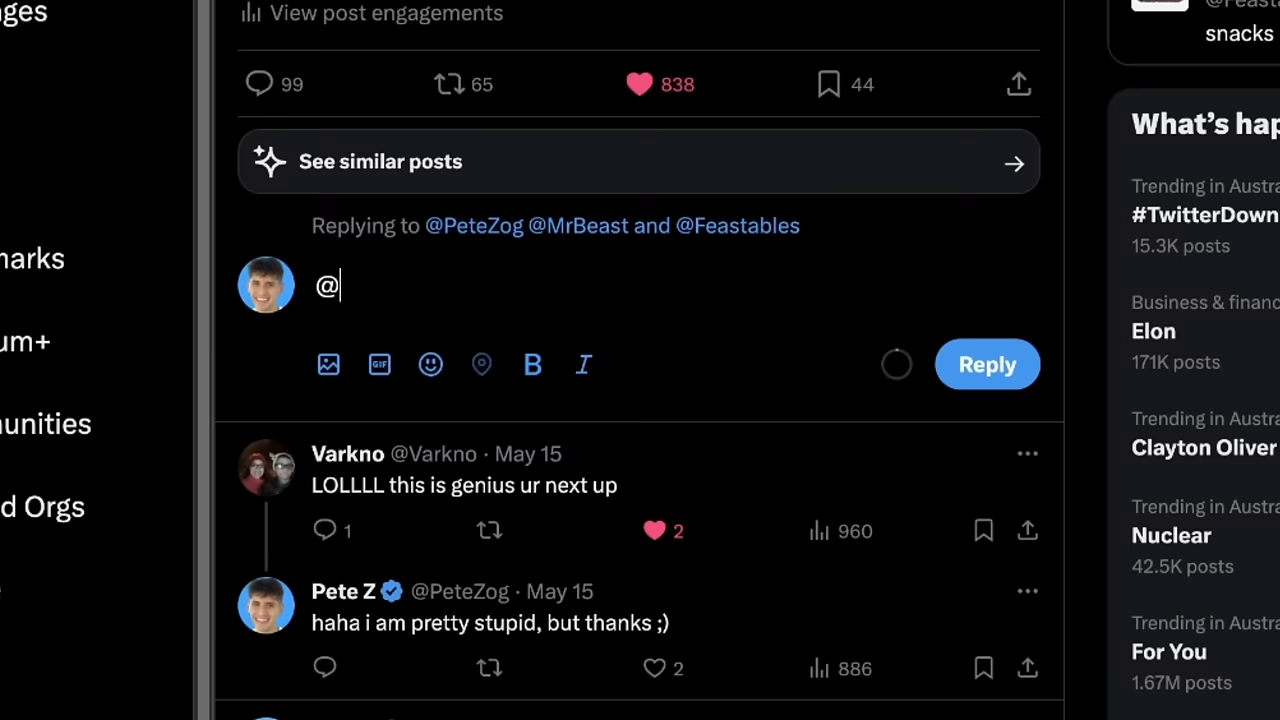 ges
View post engagements
@Feasta
snacks
99
65
838
44
See similar posts
Replying to @PeteZog @MrBeast and @Feastables
@
GIF
B
I
Reply
Varkno @Varkno · May 15
LOLLLL this is genius ur next up
1
2
960
Pete Z @PeteZog · May 15
haha i am pretty stupid, but thanks ;)
2
886
narks
um+
unities
d Orgs
What's hap
Trending in Austra
#TwitterDown
15.3K posts
Business & financ
Elon
171K posts
Trending in Austra
Clayton Oliver
Trending in Austra
Nuclear
42.5K posts
Trending in Austra
For You
1.67M posts